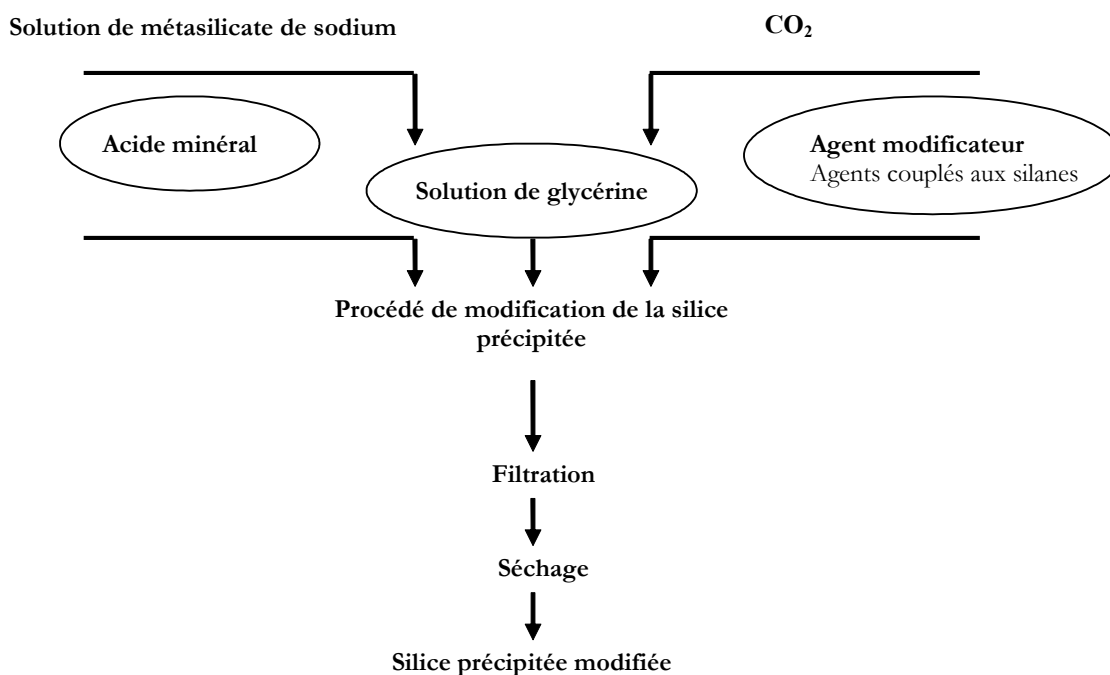 Solution de métasilicate de sodium
CO₂
Acide minéral
Agent modificateur
Agents couplés aux silanes
Solution de glycérine
Procédé de modification de la silice
précipitée
Filtration
Séchage
Silice précipitée modifiée